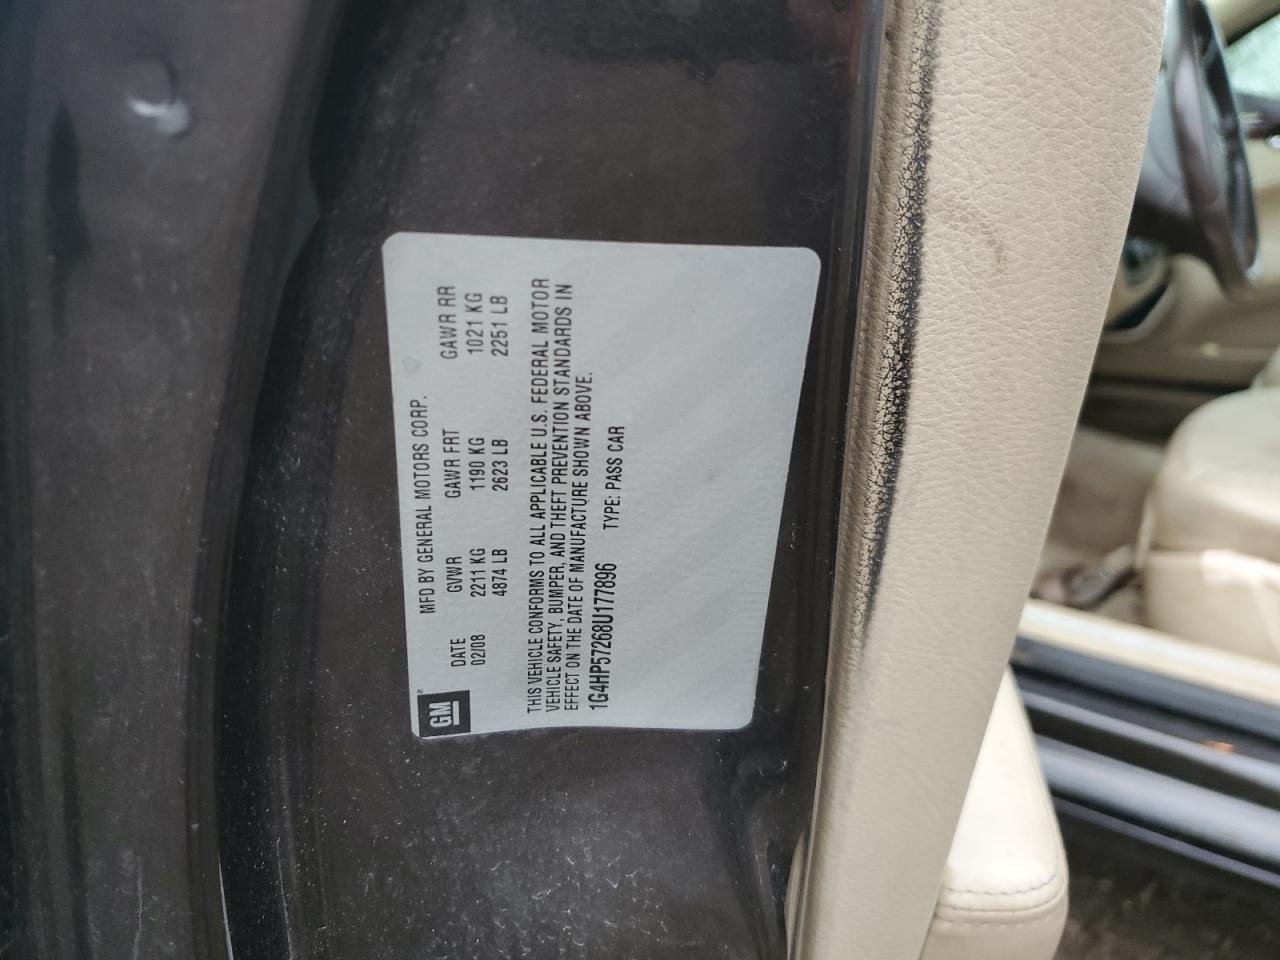 GM
MFD BY GENERAL MOTORS CORP.
DATE GVWR GAWR FRT GAWR RR
02/08 2211 KG 1190 KG 1021 KG
4874 LB 2623 LB 2251 LB
THIS VEHICLE CONFORMS TO ALL APPLICABLE U.S. FEDERAL MOTOR
VEHICLE SAFETY, BUMPER, AND THEFT PREVENTION STANDARDS IN
EFFECT ON THE DATE OF MANUFACTURE SHOWN ABOVE.
1G4HP57268U177896 TYPE: PASS CAR